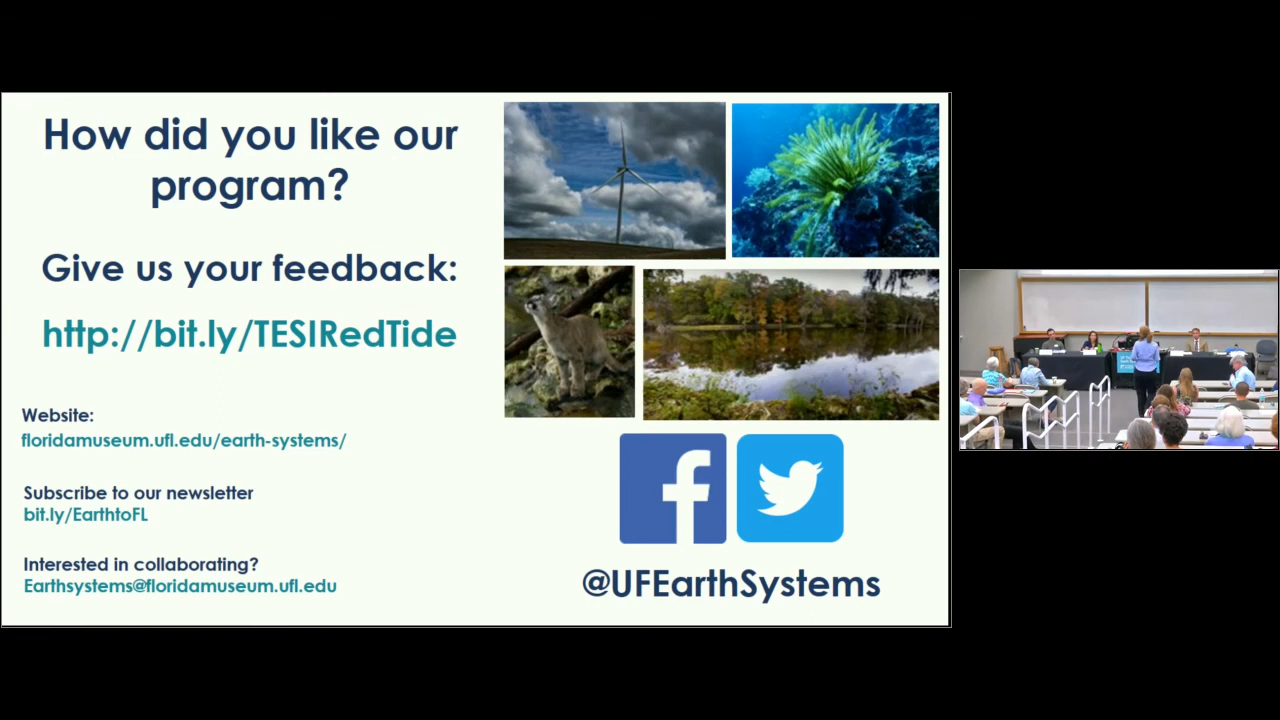 How did you like our
program?
Give us your feedback:
http://bit.ly/TESIRedTide
Website:
floridamuseum.ufl.edu/earth-systems/
Subscribe to our newsletter
bit.ly/EarthtoFL
Interested in collaborating?
Earthsystems@floridamuseum.ufl.edu
@UFEarthSystems